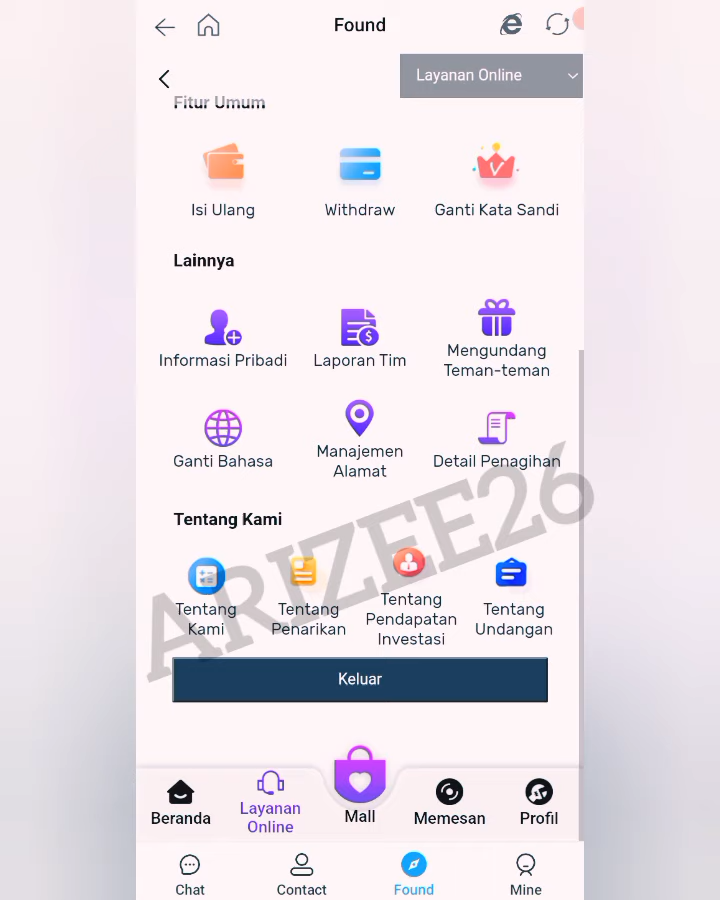 Found
Layanan Online
Fitur Umum
Isi Ulang
Withdraw
Ganti Kata Sandi
Lainnya
Informasi Pribadi
Laporan Tim
Mengundang
Teman-teman
Ganti Bahasa
Manajemen
Alamat
Detail Penagihan
ARIZEE26
Tentang Kami
Tentang
Kami
Tentang
Penarikan
Tentang
Pendapatan
Investasi
Tentang
Undangan
Keluar
Beranda
Layanan
Online
Mall
Memesan
Profil
Chat
Contact
Found
Mine